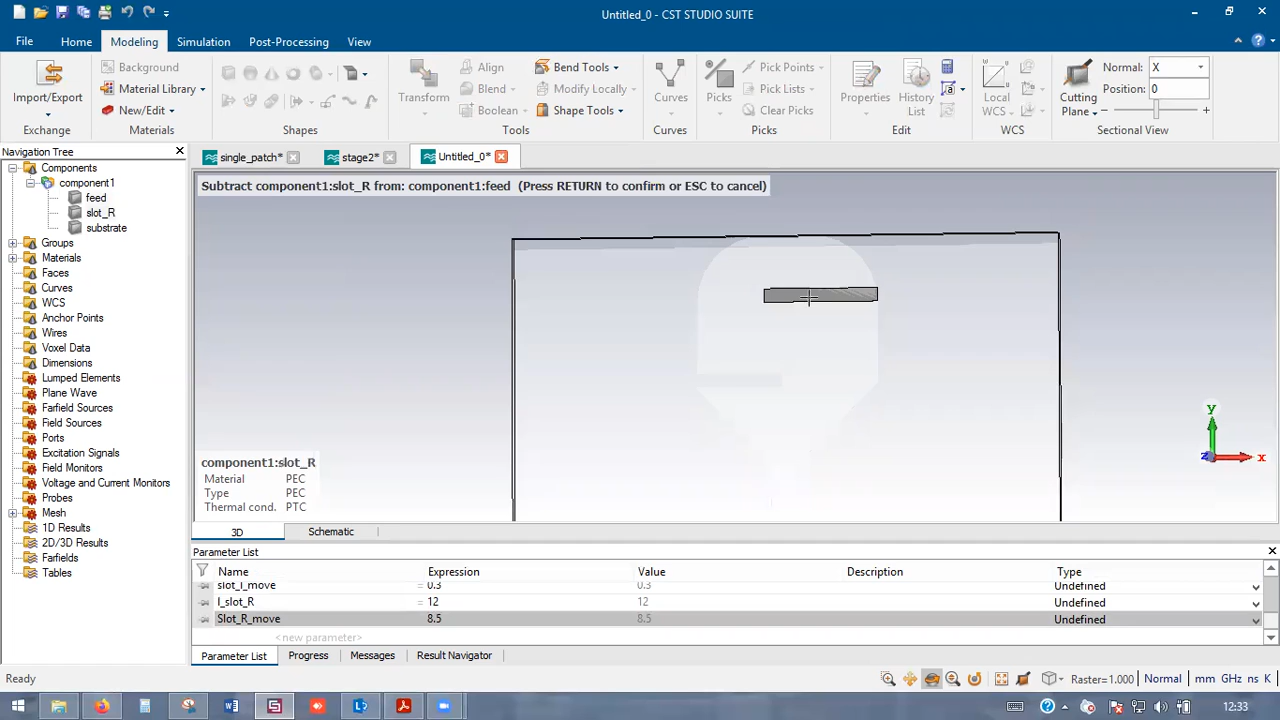 Untitled_0 - CST STUDIO SUITE
File Home Modeling Simulation Post-Processing View
Import/Export
Exchange
Background
Material Library
New/Edit
Materials
Shapes
Transform
Align
Blend
Boolean
Bend Tools
Modify Locally
Shape Tools
Tools
Curves
Curves
Picks
Pick Points
Pick Lists
Clear Picks
Picks
Properties
History List
Edit
Local WCS
WCS
Cutting Plane
Normal: X
Position: 0
Sectional View
Navigation Tree
single_patch* stage2* Untitled_0*
Components
component1
feed
slot_R
substrate
Groups
Materials
Faces
Curves
WCS
Anchor Points
Wires
Voxel Data
Dimensions
Lumped Elements
Plane Wave
Farfield Sources
Field Sources
Ports
Excitation Signals
Field Monitors
Voltage and Current Monitors
Probes
Mesh
1D Results
2D/3D Results
Farfields
Tables
Subtract component1:slot_R from: component1:feed (Press RETURN to confirm or ESC to cancel)
y
z x
component1:slot_R
Material PEC
Type PEC
Thermal cond. PTC
3D Schematic
Parameter List
Name Expression Value Description Type
slot_l_move = 0.3 0.3 Undefined
l_slot_R = 12 12 Undefined
Slot_R_move 8.5 8.5 Undefined
<new parameter>
Parameter List Progress Messages Result Navigator
Ready
Raster=1.000 Normal mm GHz ns K
12:33